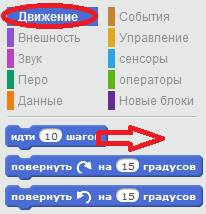 Движение События
Внешность Управление
Звук сенсоры
Перо операторы
Данные Новые блоки
идти 10 шагов
повернуть на 15 градусов
повернуть на 15 градусов